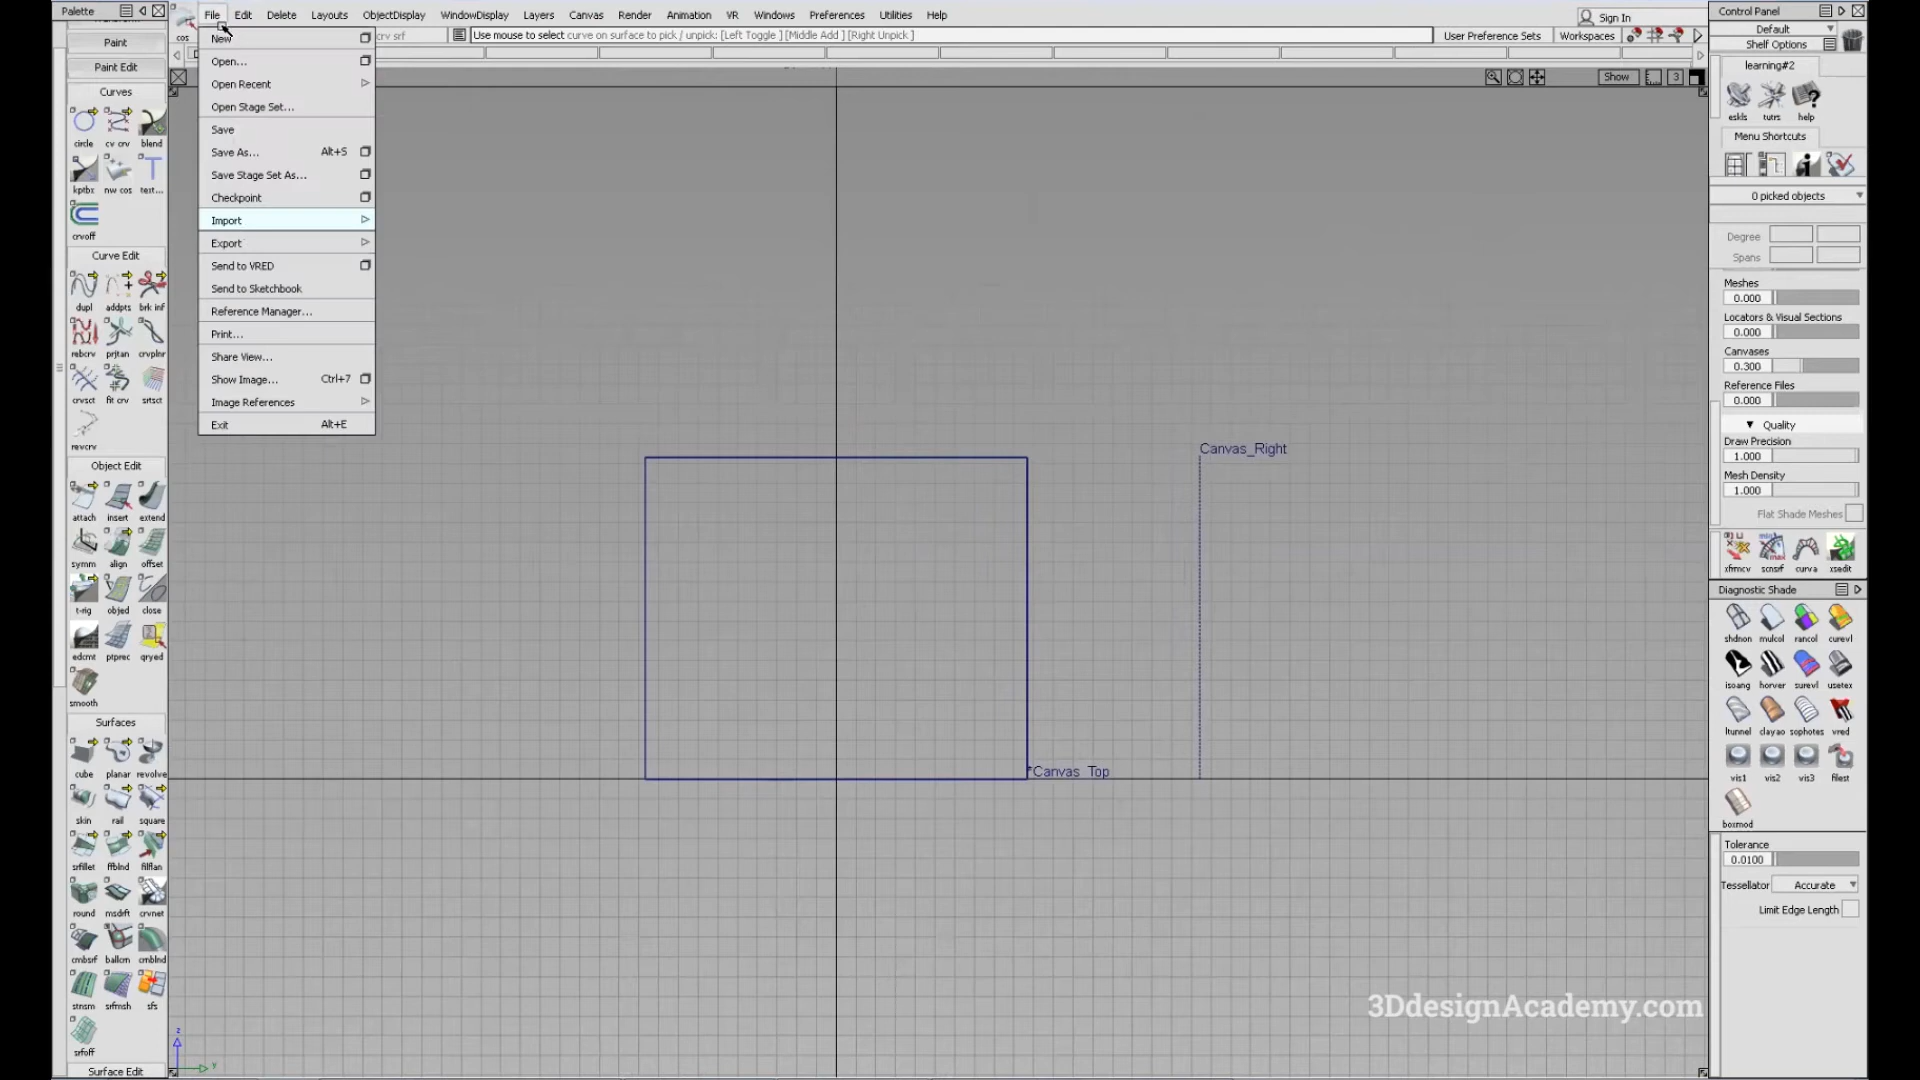 Palette
File Edit Delete Layouts ObjectDisplay WindowDisplay Layers Canvas Render Animation VR Windows Preferences Utilities Help
Sign In
Control Panel
cos
crv srf
Use mouse to select curve on surface to pick / unpick: [Left Toggle ] [Middle Add ] [Right Unpick ]
User Preference Sets
Workspaces
Default
Shelf Options
Paint
Paint Edit
Curves
circle cv crv blend
kptbx nw cos text...
crvoff
Curve Edit
dupl addpts brk inf
rebcrv prjtan crvplnr
crvsct fit crv srtsct
revcrv
Object Edit
attach insert extend
symm align offset
t-rig objed close
edcmt ptprec qryed
smooth
Surfaces
cube planar revolve
skin rail square
srfillet ffblnd filflan
round msdrft crvnet
cmbsrf ballcrn cmblnd
stnsm srfmsh sfs
srfoff
Surface Edit
New
Open...
Open Recent
Open Stage Set...
Save
Save As... Alt+S
Save Stage Set As...
Checkpoint
Import
Export
Send to VRED
Send to Sketchbook
Reference Manager...
Print...
Share View...
Show Image... Ctrl+7
Image References
Exit Alt+E
Show
3
Canvas_Right
*Canvas_Top
z
Y
3DdesignAcademy.com
learning#2
eskls tutrs help
Menu Shortcuts
0 picked objects
Degree
Spans
Meshes
0.000
Locators & Visual Sections
0.000
Canvases
0.300
Reference Files
0.000
Quality
Draw Precision
1.000
Mesh Density
1.000
Flat Shade Meshes
xfrmcv scnsrf curva xsedit
Diagnostic Shade
shdnon mulcol rancol curevl
isoang horver surevl usetex
ltunnel clayao sophotes vred
vis1 vis2 vis3 filest
boxmod
Tolerance
0.0100
Tessellator Accurate
Limit Edge Length